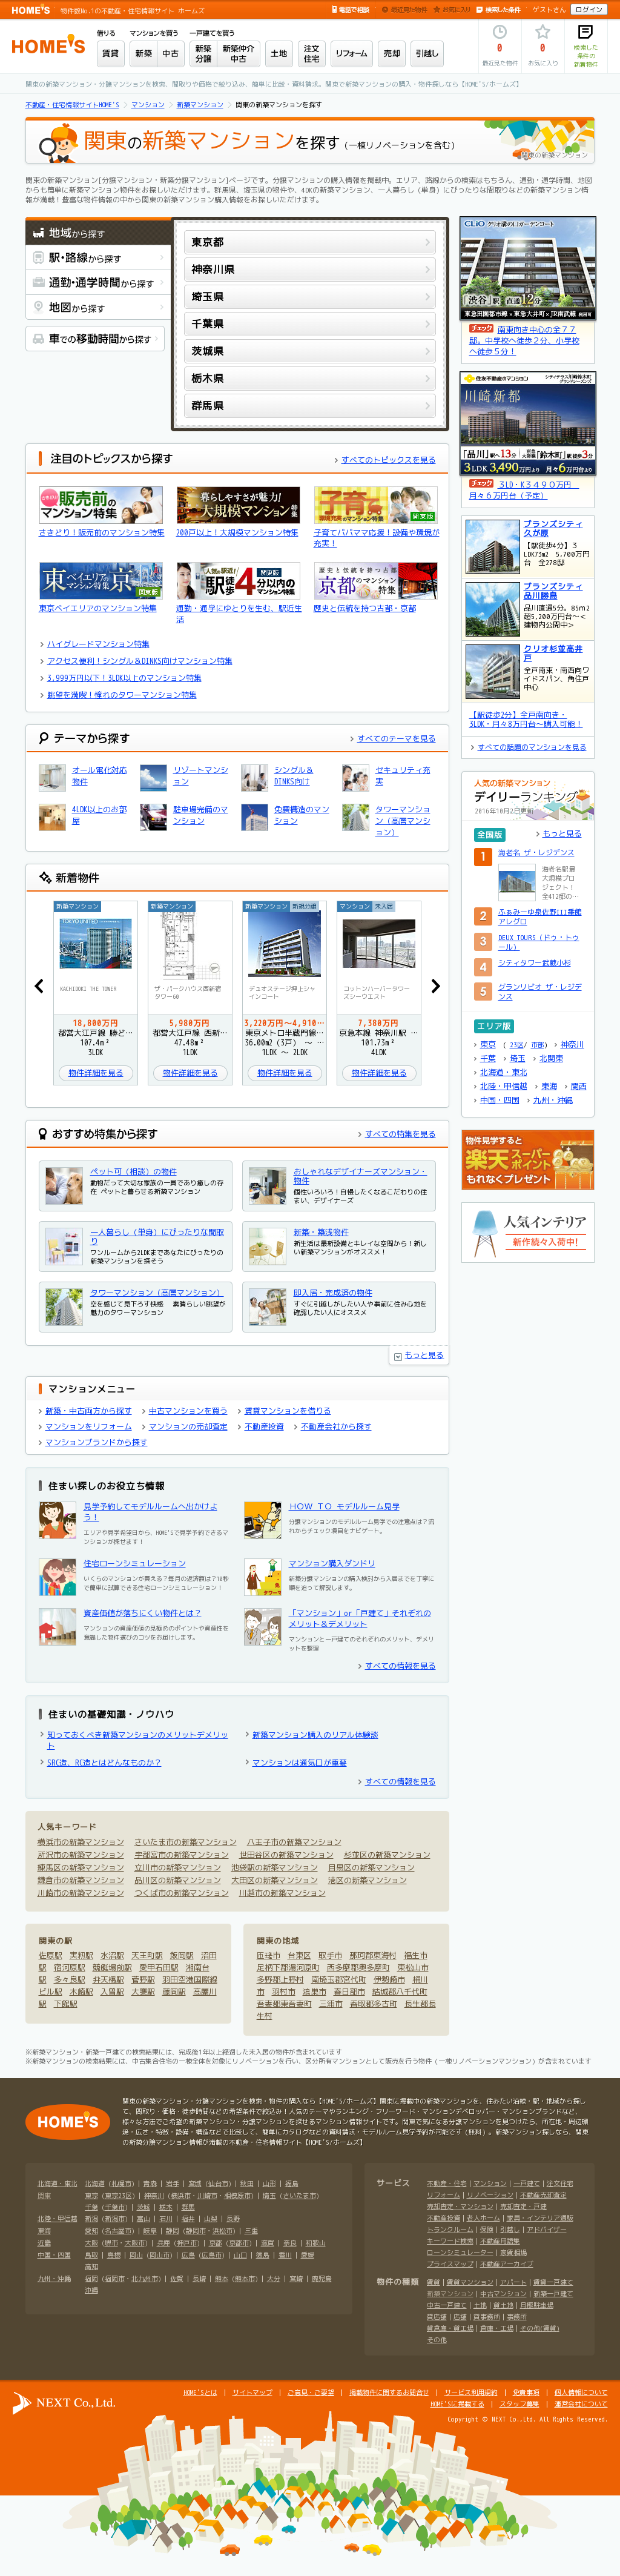 HOME'S 物件数No.1の不動産・住宅情報サイト ホームズ
電話で相談 最近見た物件 お気に入り 検索した条件 ゲストさん ログイン
HOME'S
借りる マンションを買う 一戸建てを買う
賃貸 新築 中古 新築分譲 新築仲介中古 土地 注文住宅 リフォーム 売却 引越し
0 最近見た物件
0 お気に入り
検索した条件の新着物件
関東の新築マンション・分譲マンションを検索、間取りや価格で絞り込み、簡単に比較・資料請求。関東で新築マンションの購入・物件探しなら【HOME'S/ホームズ】
不動産・住宅情報サイトHOME'S マンション 新築マンション 関東の新築マンションを探す
関東の新築マンションを探す (一棟リノベーションを含む)
関東の新築マンション
関東の新築マンション[分譲マンション・新築分譲マンション]ページです。分譲マンションの購入情報を掲載中。エリア、路線からの検索はもちろん、通勤・通学時間、地図
からも簡単に新築マンション物件をお探しいただけます。群馬県、埼玉県の物件や、4DKの新築マンション、一人暮らし(単身)にぴったりな間取りなどの新築マンション情
報が満載！豊富な物件情報の中から関東の新築マンション購入情報をお探しいただけます。
地域から探す
駅・路線から探す
通勤・通学時間から探す
地図から探す
車での移動時間から探す
東京都
神奈川県
埼玉県
千葉県
茨城県
栃木県
群馬県
CLIO クリオ渋の口ガーデンコート
「渋谷」駅 直通12分
東急田園都市線×東急大井町×JR南武線
チェック 南東向き中心の全７７邸。中学校へ徒歩２分、小学校へ徒歩５分！
住友不動産のマンション
川崎新都
「品川」駅へ13分 「鈴木町」駅徒歩3分
3LDK 3,490万円より 月々6万円台より
チェック ３LD・K３４９０万円 月々６万円台（予定）
注目のトピックスから探す
すべてのトピックスを見る
さきどり！販売前のマンション特集
200戸以上！大規模マンション特集
子育てパパママ応援！設備や環境が充実！
東京ベイエリアのマンション特集
通勤・通学にゆとりを生む、駅近生活
歴史と伝統を持つ古都・京都
ハイグレードマンション特集
アクセス便利！シングル＆DINKS向けマンション特集
3,999万円以下！3LDK以上のマンション特集
眺望を満喫！憧れのタワーマンション特集
ブランズシティ久が原
【駅徒歩4分】３LDK73m2 5,700万円台 全278邸
ブランズシティ品川勝島
品川直通5分。85m2超5,200万円台～＜建物内公開中＞
クリオ杉並高井戸
全戸南東・南西向ワイドスパン、角住戸中心
【駅徒歩2分】全戸南向き・3LDK・月々8万円台～購入可能！
すべての話題のマンションを見る
テーマから探す
すべてのテーマを見る
オール電化対応物件
リゾートマンション
シングル＆DINKS向け
セキュリティ充実
4LDK以上のお部屋
駐車場完備のマンション
免震構造のマンション
タワーマンション（高層マンション）
人気の新築マンション
デイリーランキング
2016年10月2日更新
全国版 もっと見る
1 海老名 ザ・レジデンス
海老名駅最大規模プロジェクト！全412邸の…
2 ふぁみーゆ泉佐野III番館アレグロ
3 DEUX TOURS（ドゥ・トゥール）
4 シティタワー武蔵小杉
5 グランリビオ ザ・レジデンス
エリア版
東京 ( 23区/ 市部) 神奈川
千葉 埼玉 北関東
北海道・東北
北陸・甲信越 東海 関西
中国・四国 九州・沖縄
新着物件
新築マンション
KACHIDOKI THE TOWER
18,800万円
都営大江戸線 勝ど…
107.4m²
3LDK
物件詳細を見る
新築マンション
ザ・パークハウス西新宿タワー60
5,980万円
都営大江戸線 西新…
47.48m²
1LDK
物件詳細を見る
新築マンション 新規分譲
デュオステージ押上シャインコート
3,220万円～4,910…
東京メトロ半蔵門線…
36.00m2（3戸） ～ …
1LDK ～ 2LDK
物件詳細を見る
マンション 未入居
コットンハーバータワーズシーウエスト
7,380万円
京急本線 神奈川駅 …
101.73m²
4LDK
物件詳細を見る
おすすめ特集から探す
すべての特集を見る
ペット可（相談）の物件
動物だって大切な家族の一員であり癒しの存在 ペットと暮らせる新築マンション
おしゃれなデザイナーズマンション・物件
個性いろいろ！自慢したくなるこだわりの住まい、デザイナーズ
一人暮らし（単身）にぴったりな間取り
ワンルームから2LDKまであなたにぴったりの新築マンションを探そう
新築・築浅物件
新生活は最新設備とキレイな空間から！新しい新築マンションがオススメ！
タワーマンション（高層マンション）
空を感じて見下ろす快感 素晴らしい眺望が魅力のタワーマンション
即入居・完成済の物件
すぐに引越しがしたい人や事前に住み心地を確認したい人にオススメ
もっと見る
物件見学すると
楽天スーパーポイント
もれなくプレゼント
人気インテリア
新作続々入荷中！
マンションメニュー
新築・中古両方から探す 中古マンションを買う 賃貸マンションを借りる
マンションをリフォーム マンションの売却査定 不動産投資 不動産会社から探す
マンションブランドから探す
住まい探しのお役立ち情報
見学予約してモデルルームへ出かけよう！
エリアや見学希望日から、HOME'Sで見学予約できるマンションが探せます！
HOW TO モデルルーム見学
分譲マンションのモデルルーム見学での注意点は？流れからチェック項目をナビゲート。
住宅ローンシミュレーション
いくらのマンションが買える？毎月の返済額は？10秒で簡単に試算できる住宅ローンシミュレーション！
マンション購入ダンドリ
新築分譲マンションの購入検討から入居までを丁寧に順を追って解説します。
資産価値が落ちにくい物件とは？
マンションの資産価値の見極めのポイントや資産性を意識した物件選びのコツをお届けします。
「マンション」or「戸建て」それぞれのメリット＆デメリット
マンションと一戸建てのそれぞれのメリット、デメリットを整理
すべての情報を見る
住まいの基礎知識・ノウハウ
知っておくべき新築マンションのメリットデメリット
新築マンション購入のリアル体験談
SRC造、RC造とはどんなものか？
マンションは通気口が重要
すべての情報を見る
人気キーワード
横浜市の新築マンション さいたま市の新築マンション 八王子市の新築マンション
所沢市の新築マンション 宇都宮市の新築マンション 世田谷区の新築マンション 杉並区の新築マンション
練馬区の新築マンション 立川市の新築マンション 池袋駅の新築マンション 目黒区の新築マンション
鎌倉市の新築マンション 品川区の新築マンション 大田区の新築マンション 港区の新築マンション
川崎市の新築マンション つくば市の新築マンション 川越市の新築マンション
関東の駅
佐原駅 実籾駅 水沼駅 天王町駅 飯岡駅 沼田駅 宿河原駅 競艇場前駅 愛甲石田駅 湘南台駅 多々良駅 弁天橋駅 菅野駅 羽田空港国際線ビル駅 木崎駅 入曽駅 大甕駅 藤岡駅 高麗川駅 下館駅
関東の地域
匝瑳市 台東区 取手市 那珂郡東海村 福生市 足柄下郡湯河原町 西多摩郡奥多摩町 東松山市 多野郡上野村 南埼玉郡宮代町 伊勢崎市 桶川市 羽村市 鴻巣市 春日部市 結城郡八千代町 吾妻郡東吾妻町 三浦市 香取郡多古町 長生郡長生村
※新築マンション・新築一戸建ての検索結果には、完成後1年以上経過した未入居の物件が含まれています
※新築マンションの検索結果には、中古集合住宅の一棟全体を対象にリノベーションを行い、区分所有マンションとして販売を行う物件（一棟リノベーションマンション）が含まれています
HOME'S
関東の新築マンション・分譲マンションを検索・物件の購入なら【HOME'S/ホームズ】関東に掲載中の新築マンションを、住みたい沿線・駅・地域から探し
て、間取り・徒歩時間などの希望条件で絞込み！人気のテーマやランキング・フリーワード・マンションデベロッパー・マンションブランドなど、
様々な方法でご希望の新築マンション・分譲マンションを探せるマンション情報サイトです。関東で気になる分譲マンションを見つけたら、所在地・周辺環
境・広さ・特徴・設備・構造などで比較して、簡単にカタログなどの資料請求・モデルルーム見学予約が可能です(無料)。新築マンション探しなら、関東の
新築分譲マンション情報が満載の不動産・住宅情報サイト【HOME'S/ホームズ】
北海道・東北 北海道 (札幌市) | 青森 | 岩手 | 宮城 (仙台市) | 秋田 | 山形 | 福島
関東 東京 (東京23区) | 神奈川 (横浜市・川崎市・相模原市) | 埼玉 (さいたま市)
千葉 (千葉市) | 茨城 | 栃木 | 群馬
北陸・甲信越 新潟 (新潟市) | 富山 | 石川 | 福井 | 山梨 | 長野
東海 愛知 (名古屋市) | 岐阜 | 静岡 (静岡市・浜松市) | 三重
近畿 大阪 (堺市・大阪市) | 兵庫 (神戸市) | 京都 (京都市) | 滋賀 | 奈良 | 和歌山
中国・四国 鳥取 | 島根 | 岡山 (岡山市) | 広島 (広島市) | 山口 | 徳島 | 香川 | 愛媛
高知
九州・沖縄 福岡 (福岡市・北九州市) | 佐賀 | 長崎 | 熊本 (熊本市) | 大分 | 宮崎 | 鹿児島
沖縄
サービス
不動産・住宅 | マンション | 一戸建て | 注文住宅
リフォーム | リノベーション | 不動産売却査定
売却査定・マンション | 売却査定・戸建
不動産投資 | 老人ホーム | 家具・インテリア通販
トランクルーム | 保険 | 引越し | アドバイザー
キーワード検索 | 不動産用語集
ローンシミュレーター | 家賃相場
プライスマップ | 不動産アーカイブ
物件の種類
賃貸 | 賃貸マンション | アパート | 賃貸一戸建て
新築マンション | 中古マンション | 新築一戸建て
中古一戸建て | 土地 | 貸土地 | 月極駐車場
貸店舗 | 店舗 | 貸事務所 | 事務所
貸倉庫・貸工場 | 倉庫・工場 | その他(賃貸)
その他
NEXT Co., Ltd.
HOME'Sとは | サイトマップ | ご意見・ご要望 | 掲載物件に関するお問合せ | サービス利用規約 | 免責事項 | 個人情報について
HOME'Sに掲載する | スタッフ募集 | 運営会社について
Copyright © NEXT Co.,Ltd. All Rights Reserved.